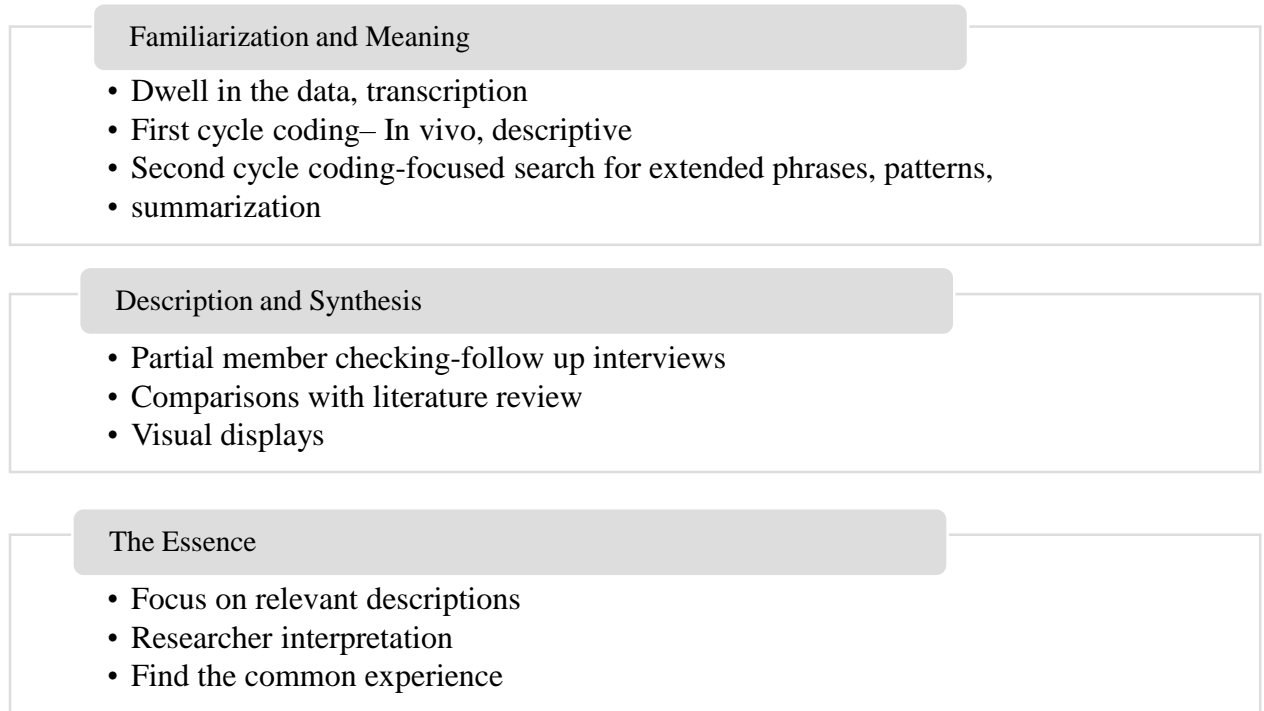 Familiarization and Meaning
• Dwell in the data, transcription
• First cycle coding– In vivo, descriptive
• Second cycle coding-focused search for extended phrases, patterns,
• summarization
Description and Synthesis
• Partial member checking-follow up interviews
• Comparisons with literature review
• Visual displays
The Essence
• Focus on relevant descriptions
• Researcher interpretation
• Find the common experience